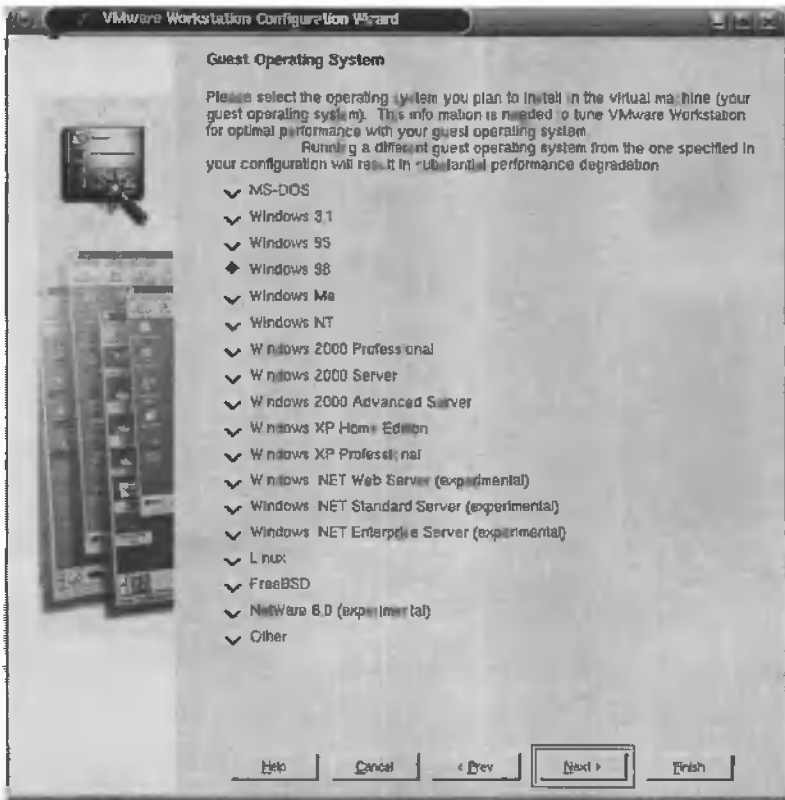 VMware Workstation Configuration Wizard
Guest Operating System
Please select the operating system you plan to install in the virtual machine (your
guest operating system). This information is needed to tune VMware Workstation
for optimal performance with your guest operating system
Running a different guest operating system from the one specified in
your configuration will result in substantial performance degradation
MS-DOS
Windows 3.1
Windows 95
Windows 98
Windows Me
Windows NT
Windows 2000 Professional
Windows 2000 Server
Windows 2000 Advanced Server
Windows XP Home Edition
Windows XP Professional
Windows .NET Web Server (experimental)
Windows .NET Standard Server (experimental)
Windows .NET Enterprise Server (experimental)
Linux
FreeBSD
NetWare 6.0 (experimental)
Other
Help Cancel < Prev Next > Finish